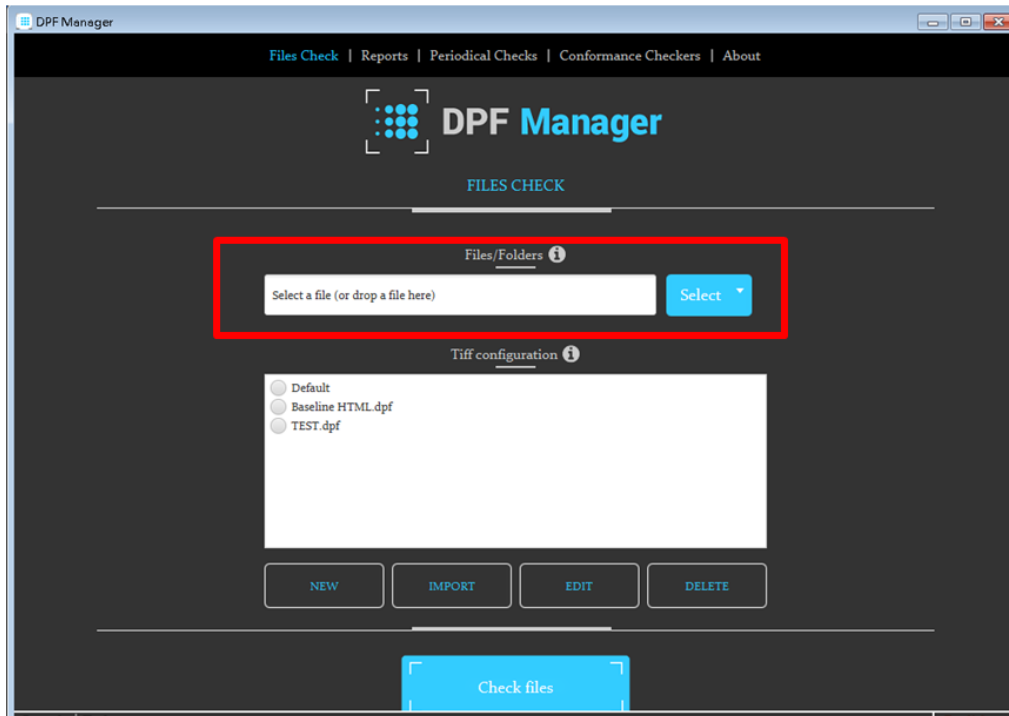 DPF Manager
Files Check | Reports | Periodical Checks | Conformance Checkers | About
DPF Manager
FILES CHECK
Files/Folders
Select a file (or drop a file here)
Select
Tiff configuration
Default
Baseline HTML.dpf
TEST.dpf
NEW IMPORT EDIT DELETE
Check files